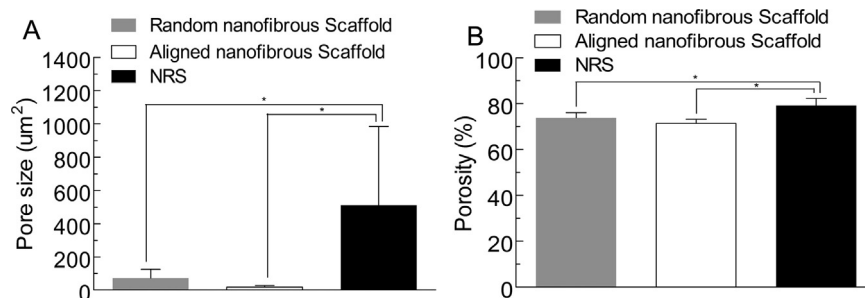 A
Random nanofibrous Scaffold
Aligned nanofibrous Scaffold
NRS
1400
1200
1000
800
600
400
200
0
Pore size (um²)
*
*
B
Random nanofibrous Scaffold
Aligned nanofibrous Scaffold
NRS
100
80
60
40
20
0
Porosity (%)
*
*